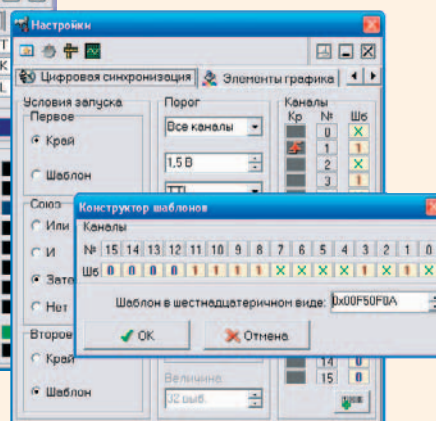 Настройки
Цифровая синхронизация
Элементы графика
Условия запуска
Первое
Край
Шаблон
Порог
Все каналы
1,5 В
TTL
Каналы
Кр № Шб
0 X
1 1
2 X
3 1
Союз
Или
И
Нет
Конструктор шаблонов
Каналы
№ 15 14 13 12 11 10 9 8 7 6 5 4 3 2 1 0
Шб 0 0 0 0 1 1 1 1 X X X X 1 X 1 X
Шаблон в шестнадцатеричном виде: 0x00F50F0A
OK
Отмена
Второе
Край
Шаблон
Величина
32 выб.
14 0
15 0